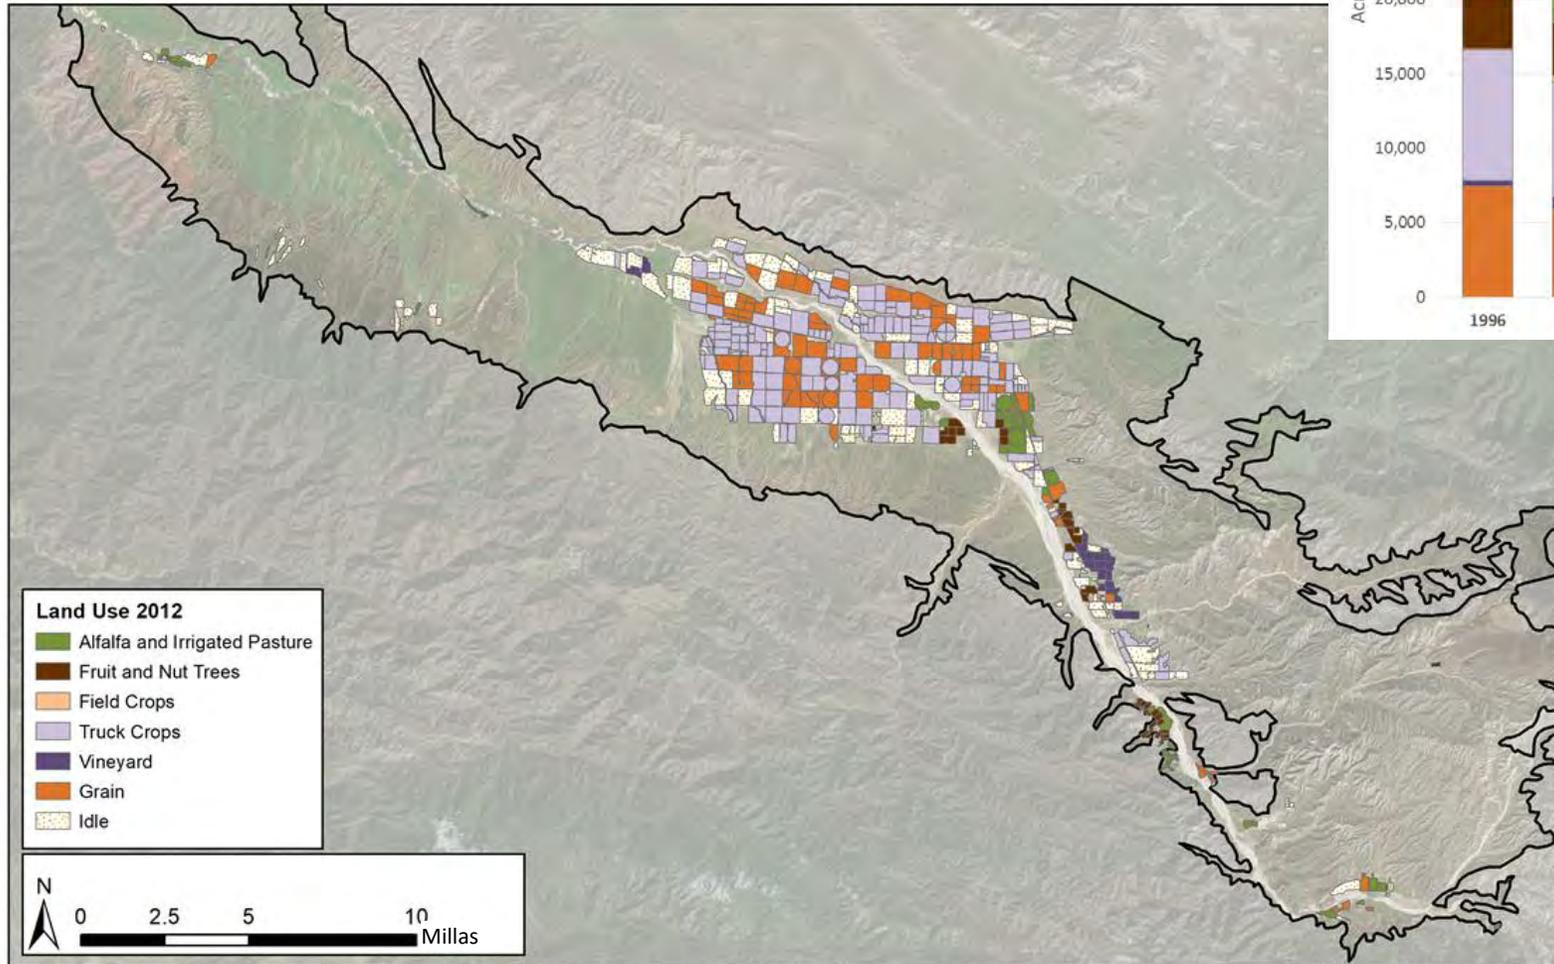 15,000
10,000
5,000
0
1996
Land Use 2012
Alfalfa and Irrigated Pasture
Fruit and Nut Trees
Field Crops
Truck Crops
Vineyard
Grain
Idle
N
0 2.5 5 10
Millas